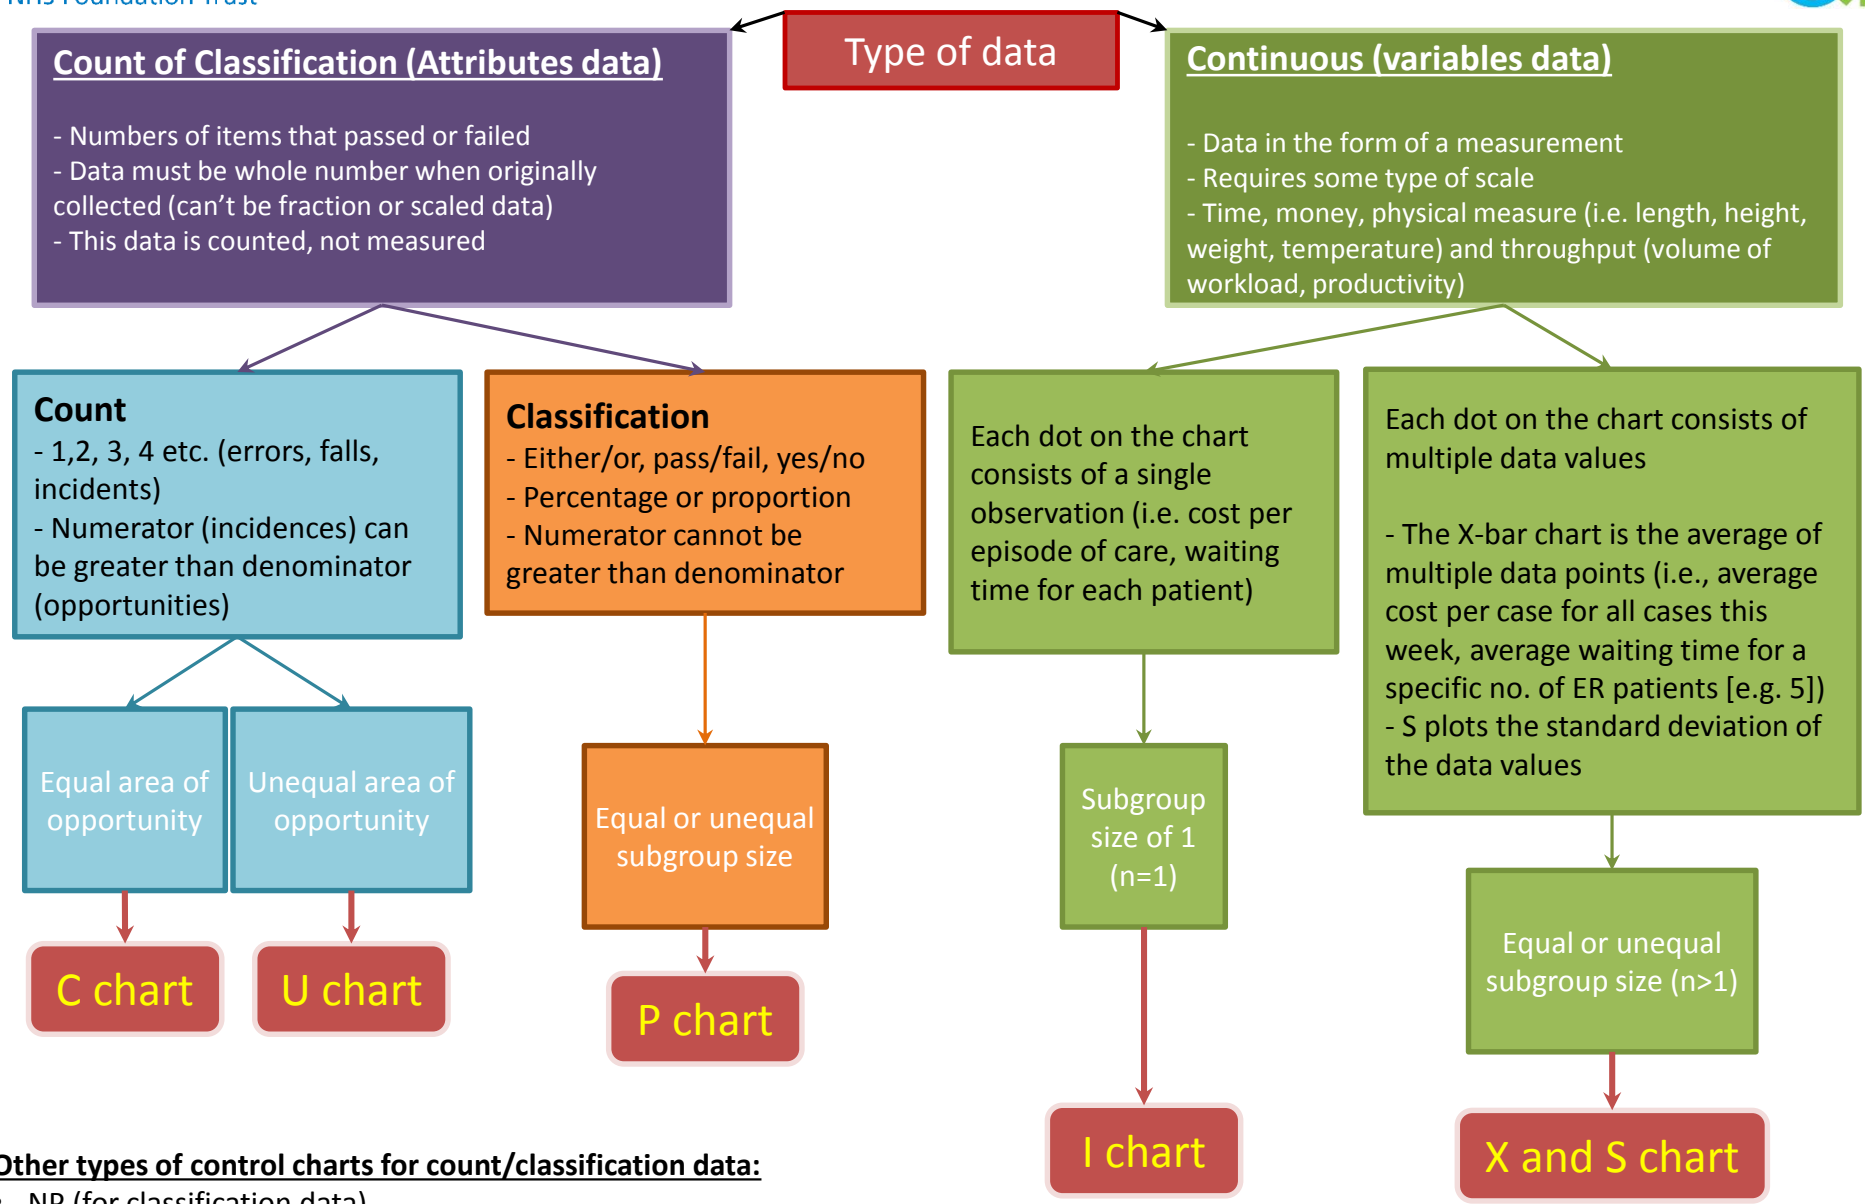 NHS Foundation Trust
Type of data
Count of Classification (Attributes data)
- Numbers of items that passed or failed
- Data must be whole number when originally
collected (can't be fraction or scaled data)
- This data is counted, not measured
Continuous (variables data)
- Data in the form of a measurement
- Requires some type of scale
- Time, money, physical measure (i.e. length, height,
weight, temperature) and throughput (volume of
workload, productivity)
Count
- 1,2, 3, 4 etc. (errors, falls,
incidents)
- Numerator (incidences) can
be greater than denominator
(opportunities)
Classification
- Either/or, pass/fail, yes/no
- Percentage or proportion
- Numerator cannot be
greater than denominator
Each dot on the chart
consists of a single
observation (i.e. cost per
episode of care, waiting
time for each patient)
Each dot on the chart consists of
multiple data values
- The X-bar chart is the average of
multiple data points (i.e., average
cost per case for all cases this
week, average waiting time for a
specific no. of ER patients [e.g. 5])
- S plots the standard deviation of
the data values
Equal area of
opportunity
Unequal area of
opportunity
Equal or unequal
subgroup size
Subgroup
size of 1
(n=1)
Equal or unequal
subgroup size (n>1)
C chart
U chart
P chart
I chart
X and S chart
Other types of control charts for count/classification data:
NP (for classification data)